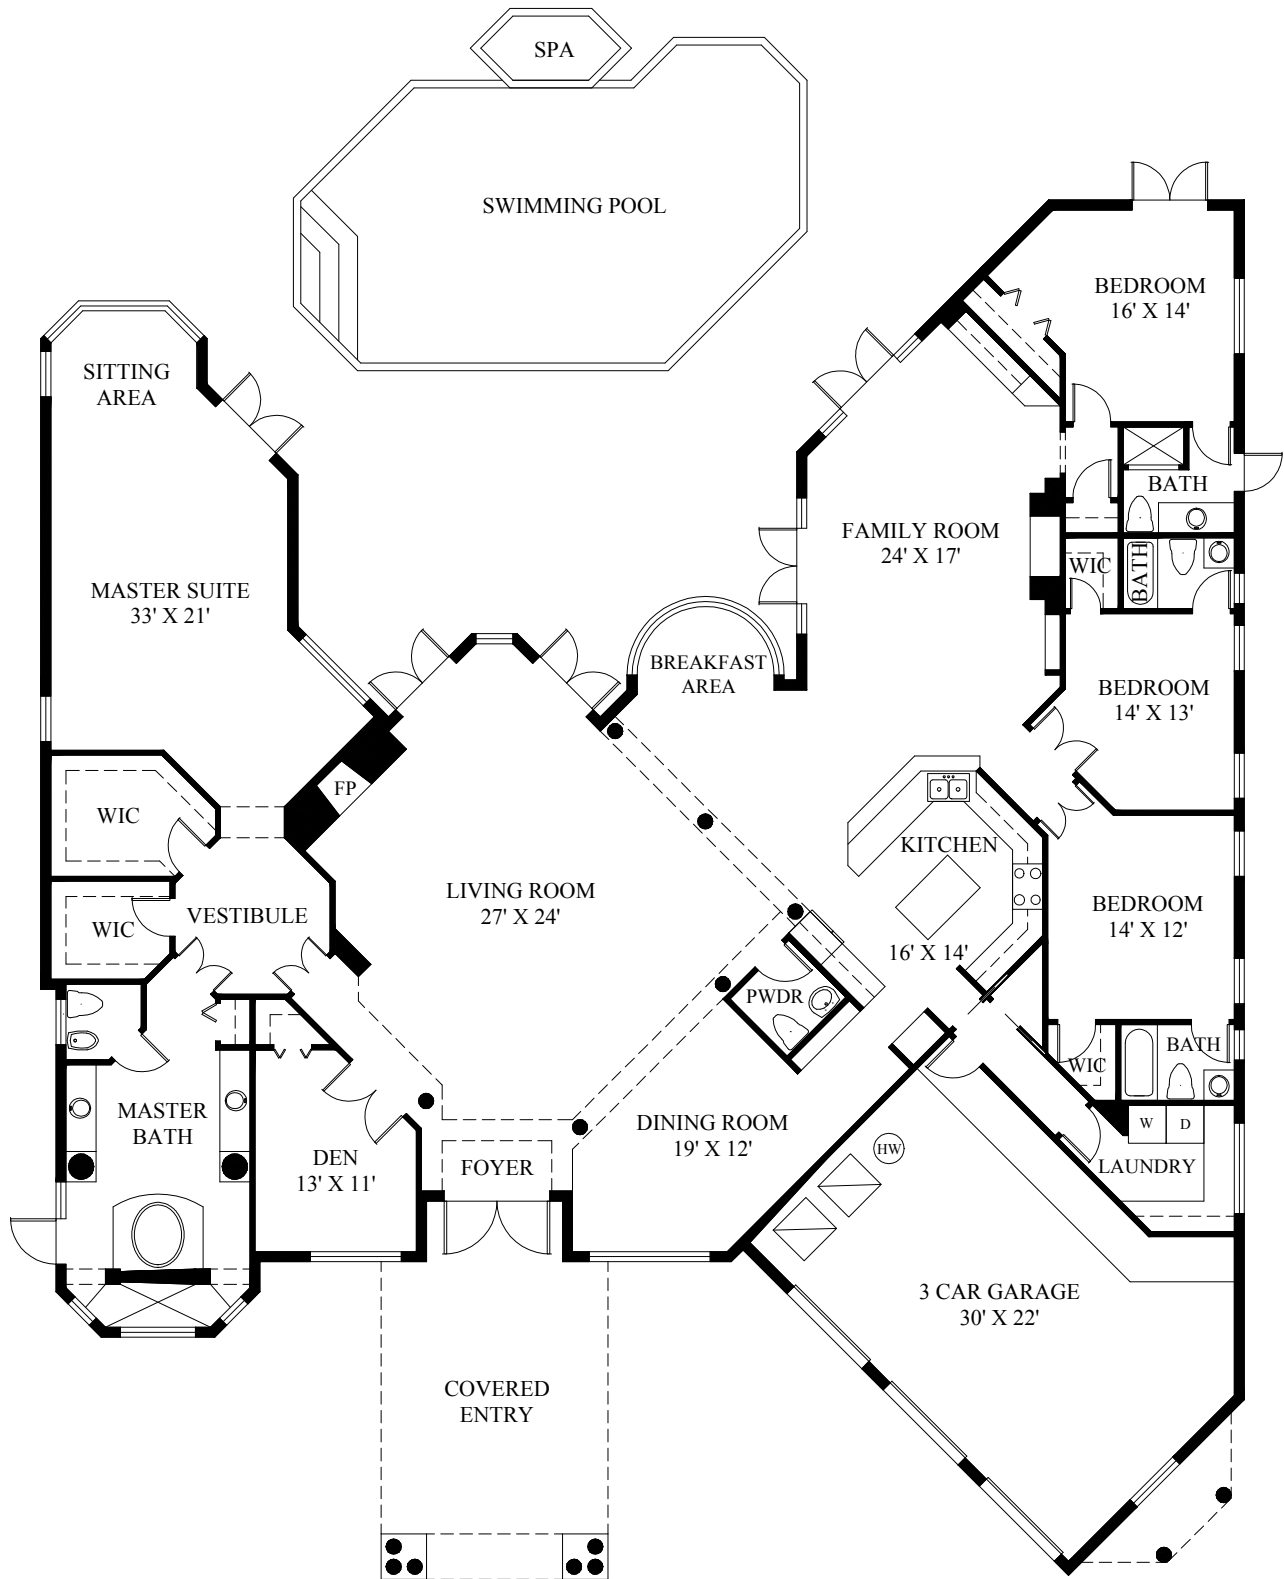 SPA
SWIMMING POOL
BEDROOM
16' X 14'
SITTING
AREA
BATH
FAMILY ROOM
24' X 17'
WIC
BATH
MASTER SUITE
33' X 21'
BREAKFAST
AREA
BEDROOM
14' X 13'
FP
WIC
KITCHEN
16' X 14'
LIVING ROOM
27' X 24'
BEDROOM
14' X 12'
VESTIBULE
WIC
PWDR
BATH
WIC
MASTER
BATH
DINING ROOM
19' X 12'
W
D
HW
DEN
13' X 11'
FOYER
LAUNDRY
3 CAR GARAGE
30' X 22'
COVERED
ENTRY